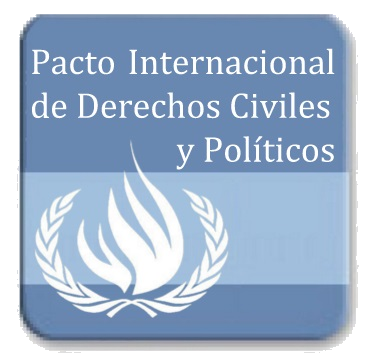 Pacto Internacional
de Derechos Civiles
y Políticos